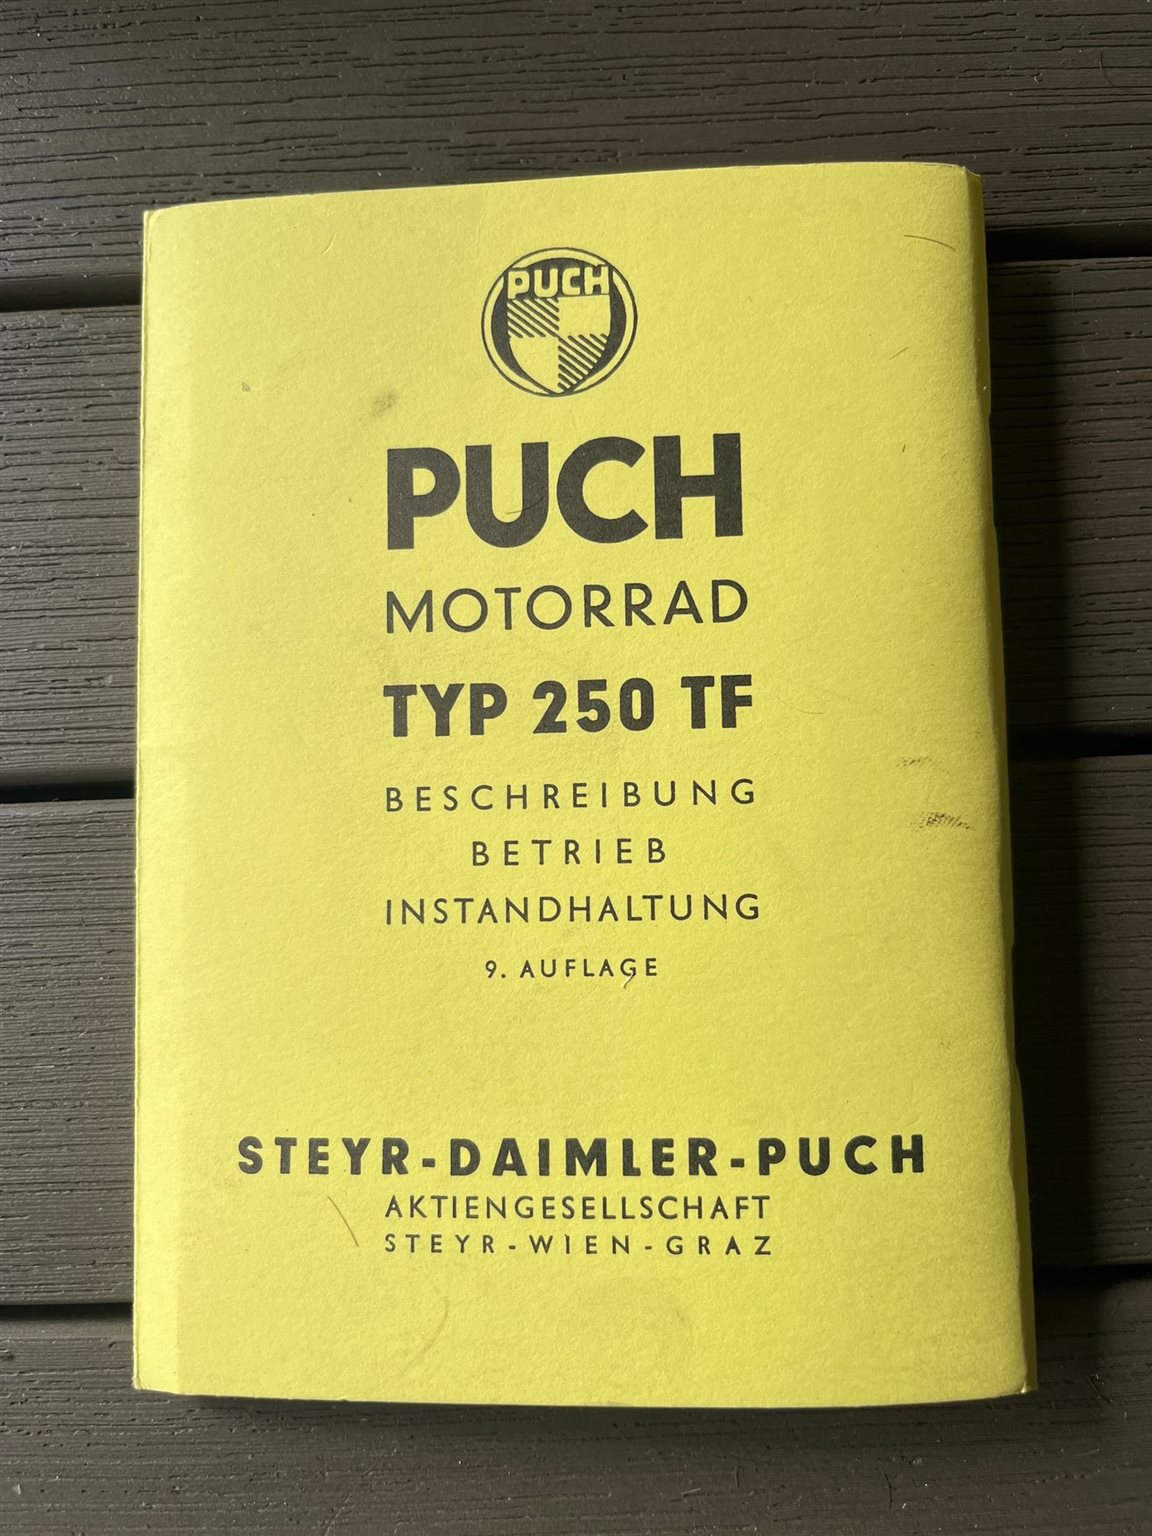 PUCH
PUCH
MOTORRAD
TYP 250 TF
BESCHREIBUNG
BETRIEB
INSTANDHALTUNG
9. AUFLAGE
STEYR-DAIMLER-PUCH
AKTIENGESELLSCHAFT
STEYR-WIEN-GRAZ